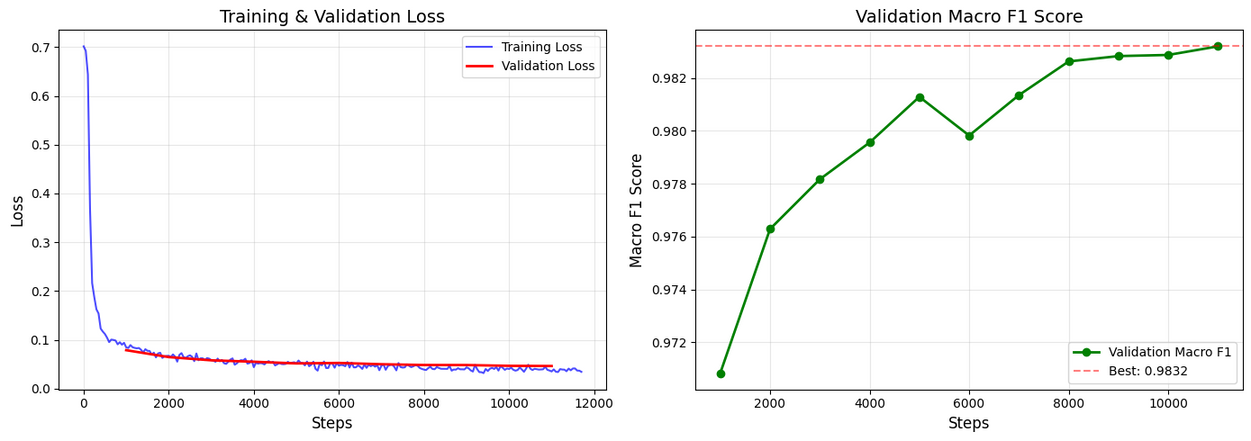 Training & Validation Loss
Loss
0.7
0.6
0.5
0.4
0.3
0.2
0.1
0.0
0
2000
4000
6000
8000
10000
12000
Steps
Training Loss
Validation Loss
Validation Macro F1 Score
Macro F1 Score
0.982
0.980
0.978
0.976
0.974
0.972
2000
4000
6000
8000
10000
Steps
Validation Macro F1
Best: 0.9832